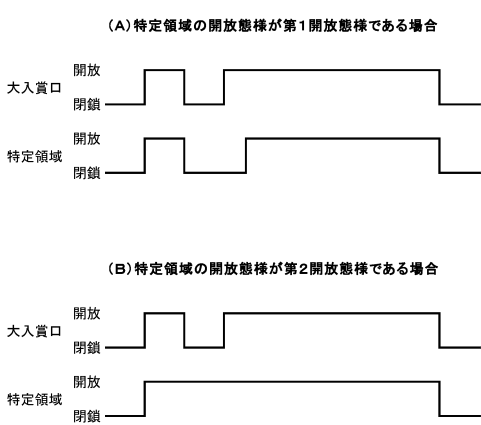 （A）特定領域の開放態様が第1開放態様である場合
開放
大入賞口
閉鎖
開放
特定領域
閉鎖
（B）特定領域の開放態様が第2開放態様である場合
開放
大入賞口
閉鎖
開放
特定領域
閉鎖